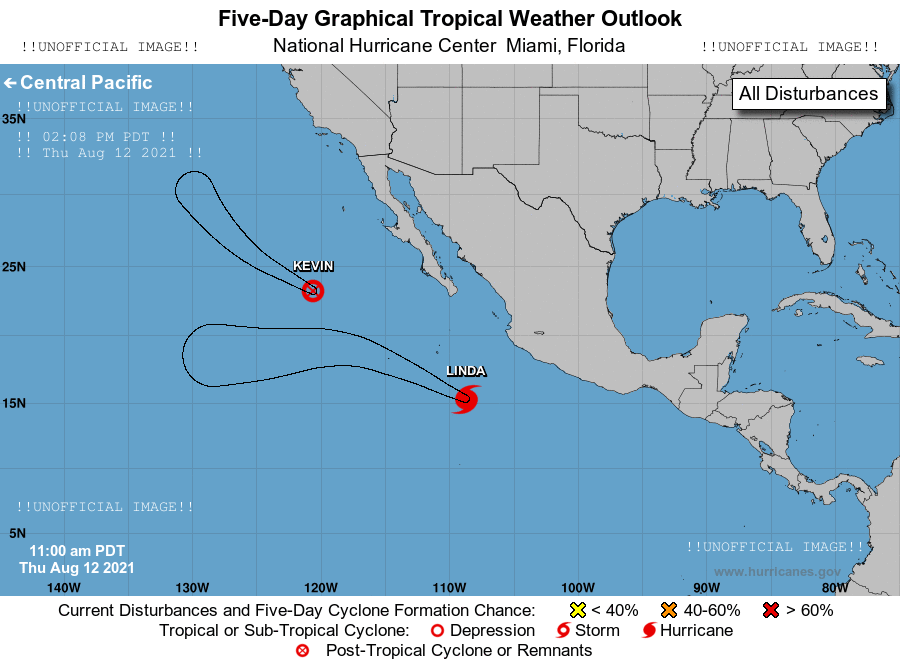 Five-Day Graphical Tropical Weather Outlook
!!UNOFFICIAL IMAGE!! National Hurricane Center Miami, Florida !!UNOFFICIAL IMAGE!!
← Central Pacific
All Disturbances
!!UNOFFICIAL IMAGE!!
35N
!! 02:08 PM PDT !!
!! Thu Aug 12 2021 !!
KEVIN
25N
LINDA
15N
!!UNOFFICIAL IMAGE!!
5N
!!UNOFFICIAL IMAGE!!
11:00 am PDT
Thu Aug 12 2021
www.hurricanes.gov
140W 130W 120W 110W 100W 90W 80W
Current Disturbances and Five-Day Cyclone Formation Chance: < 40% 40-60% > 60%
Tropical or Sub-Tropical Cyclone: Depression Storm Hurricane
Post-Tropical Cyclone or Remnants